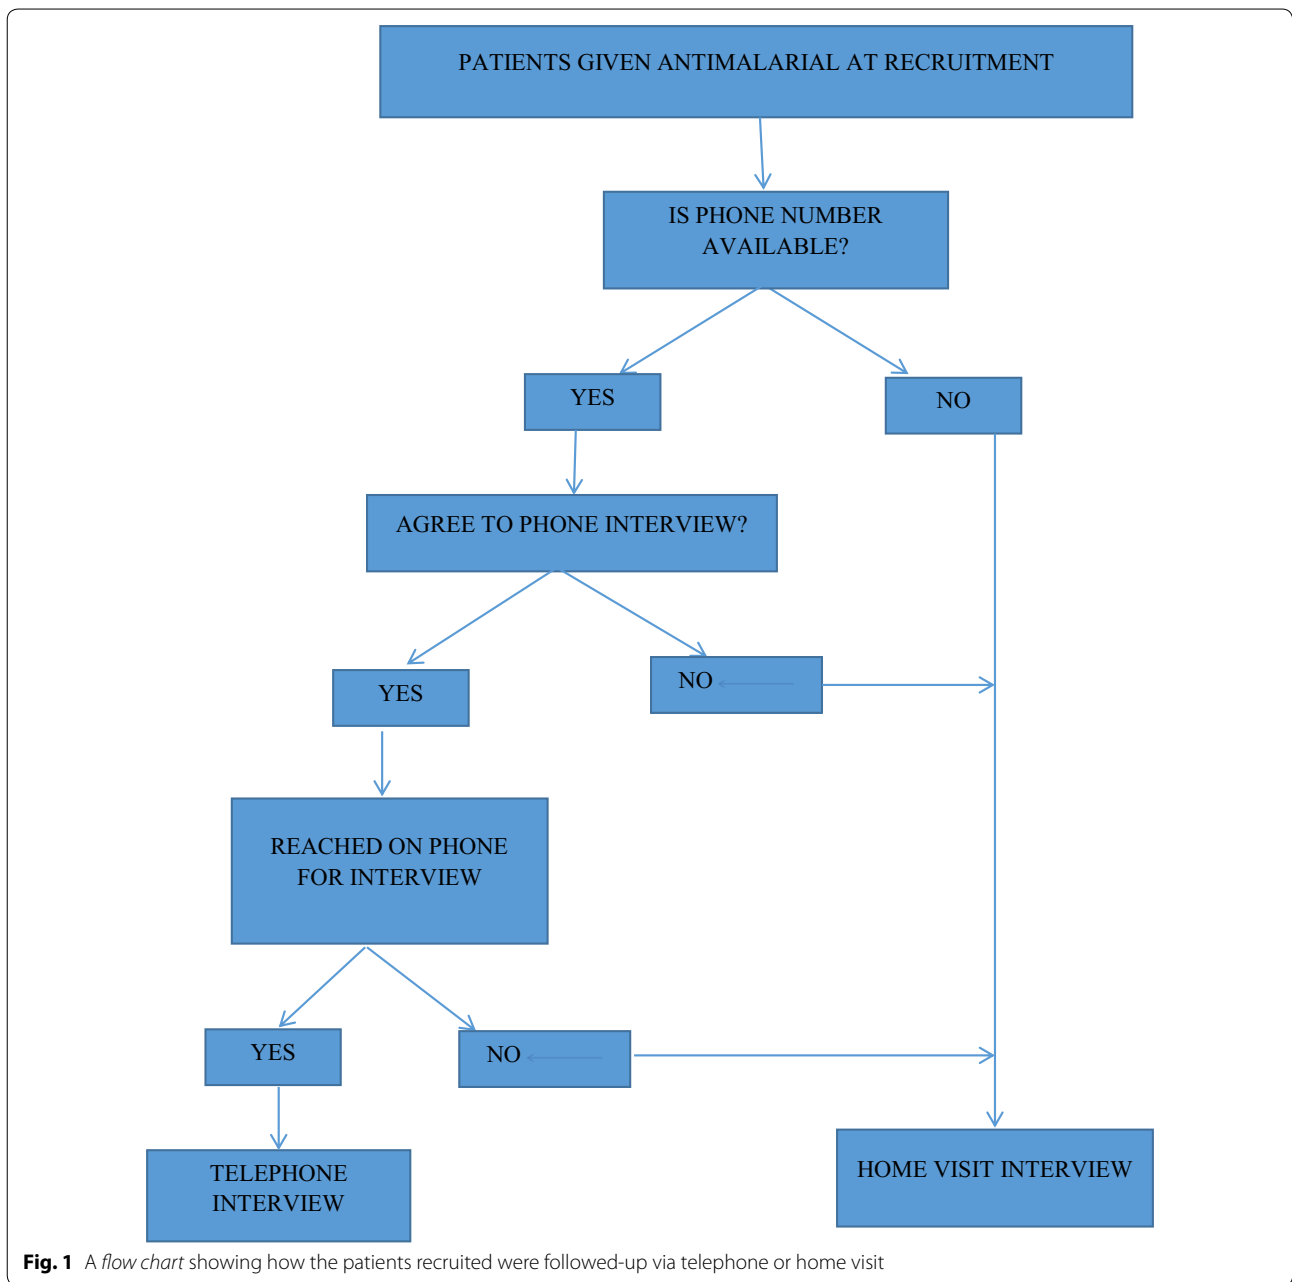 PATIENTS GIVEN ANTIMALARIAL AT RECRUITMENT
IS PHONE NUMBER
AVAILABLE?
YES
NO
AGREE TO PHONE INTERVIEW?
YES
NO
REACHED ON PHONE
FOR INTERVIEW
YES
NO
TELEPHONE
INTERVIEW
HOME VISIT INTERVIEW
Fig. 1 A flow chart showing how the patients recruited were followed-up via telephone or home visit